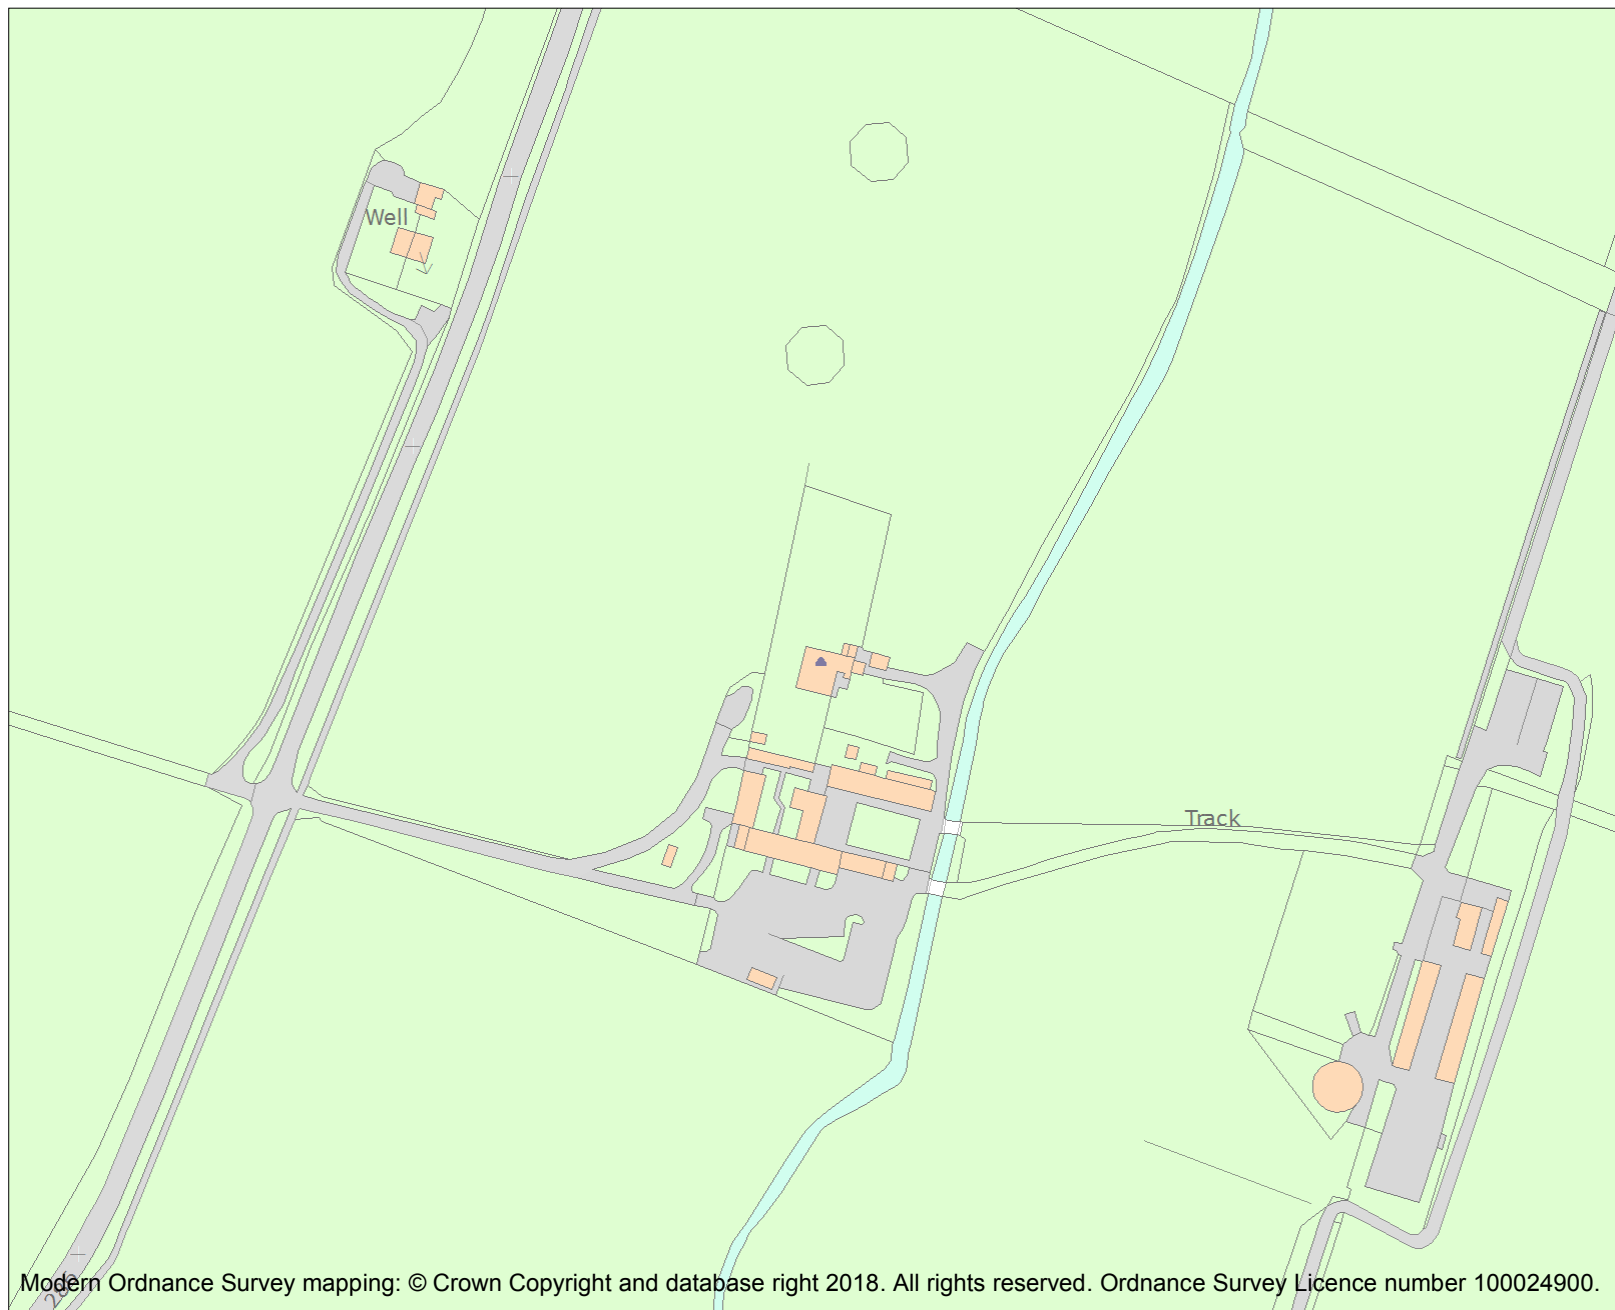 Well
Track
Modern Ordnance Survey mapping: © Crown Copyright and database right 2018. All rights reserved. Ordnance Survey Licence number 100024900.